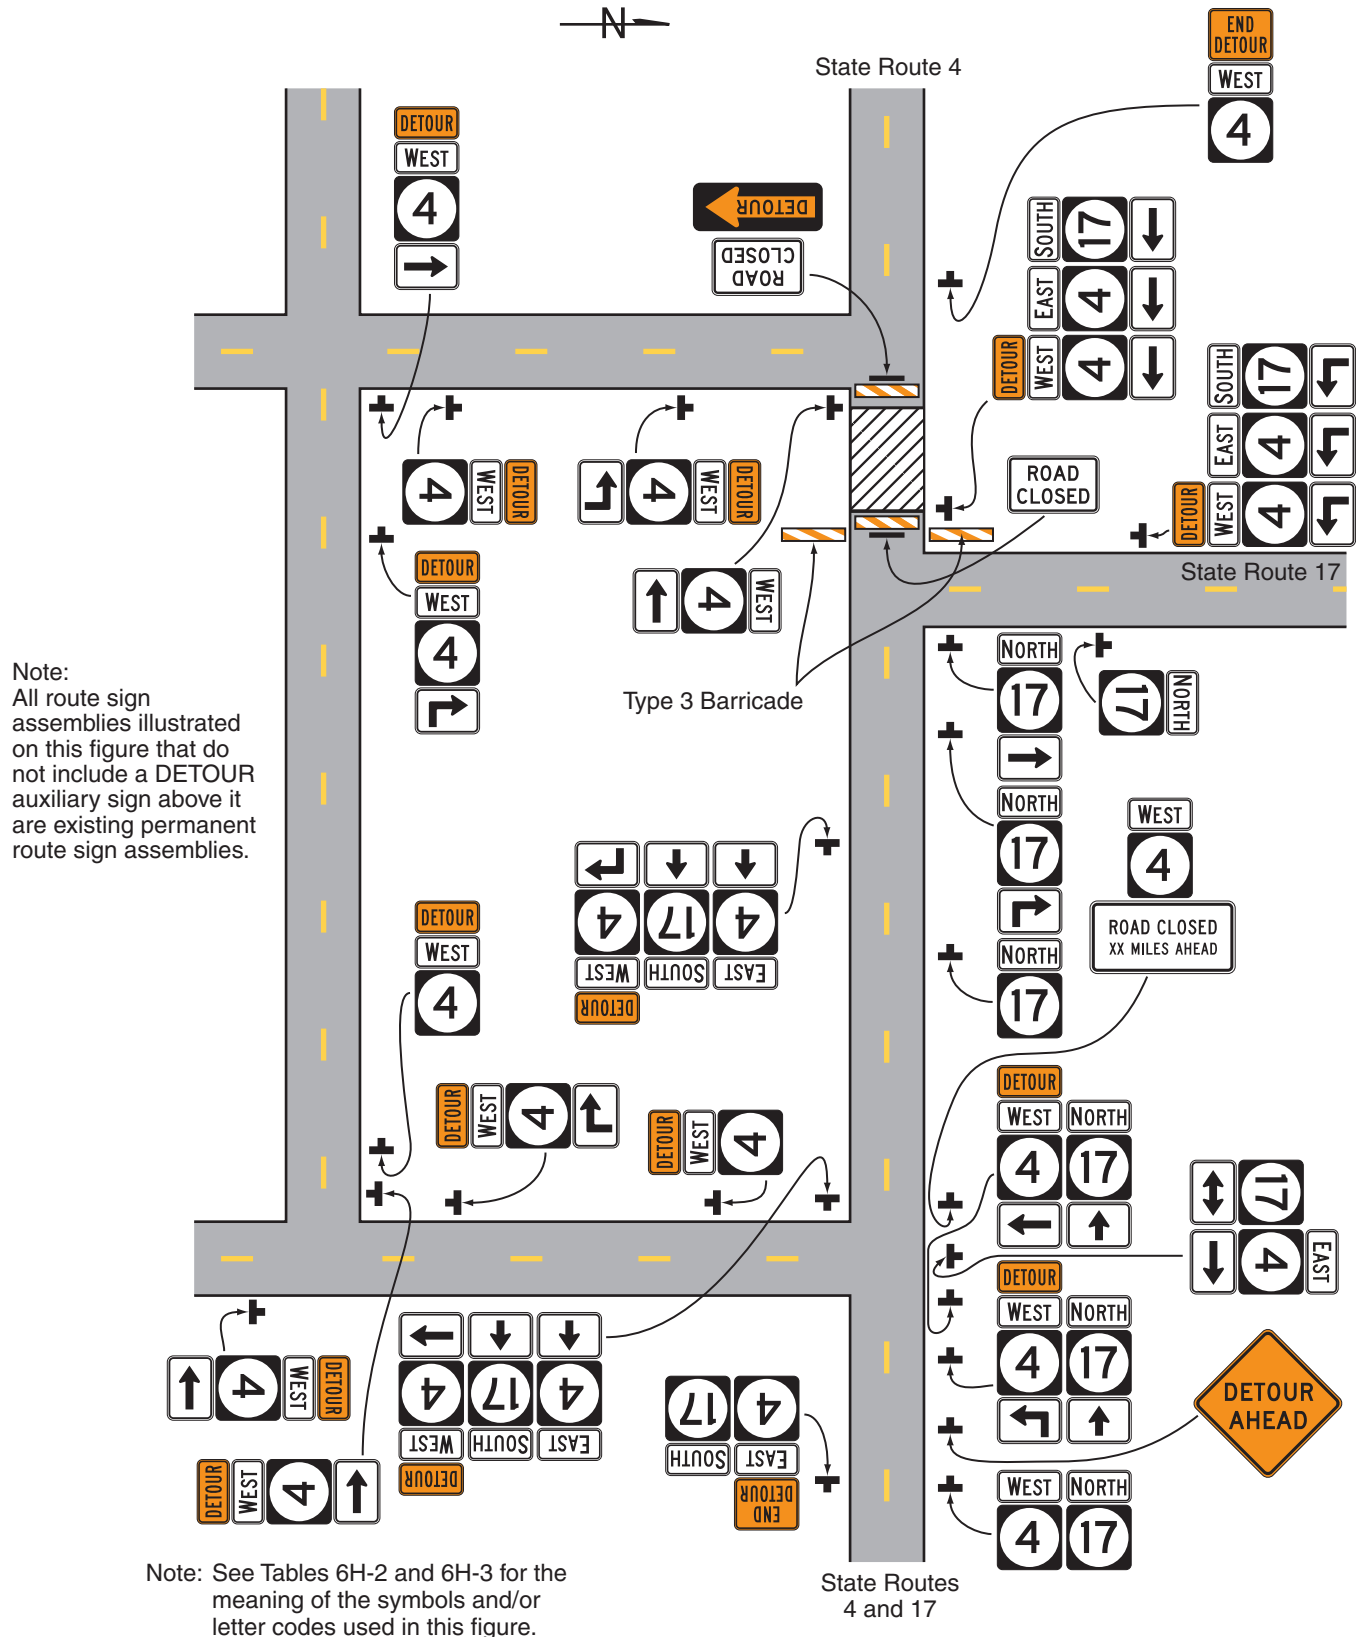 N
State Route 4
END
DETOUR
WEST
4
DETOUR
WEST
4
DETOUR
ROAD
CLOSED
SOUTH
17
EAST
4
DETOUR
WEST
4
SOUTH
17
EAST
4
DETOUR
WEST
4
ROAD
CLOSED
State Route 17
DETOUR
WEST
4
DETOUR
WEST
4
DETOUR
WEST
4
WEST
4
Type 3 Barricade
Note:
All route sign
assemblies illustrated
on this figure that do
not include a DETOUR
auxiliary sign above it
are existing permanent
route sign assemblies.
NORTH
17
NORTH
17
NORTH
17
NORTH
17
WEST
4
ROAD CLOSED
XX MILES AHEAD
DETOUR
WEST
4
EAST
4
SOUTH
17
DETOUR
WEST
4
DETOUR
WEST
4
DETOUR
WEST
4
DETOUR
WEST NORTH
4 17
17
EAST
4
DETOUR
WEST NORTH
4 17
DETOUR
AHEAD
WEST NORTH
4 17
DETOUR
WEST
4
DETOUR
WEST
4
EAST
4
SOUTH
17
DETOUR
WEST
4
END
DETOUR
EAST
4
SOUTH
17
State Routes
4 and 17
Note: See Tables 6H-2 and 6H-3 for the
meaning of the symbols and/or
letter codes used in this figure.